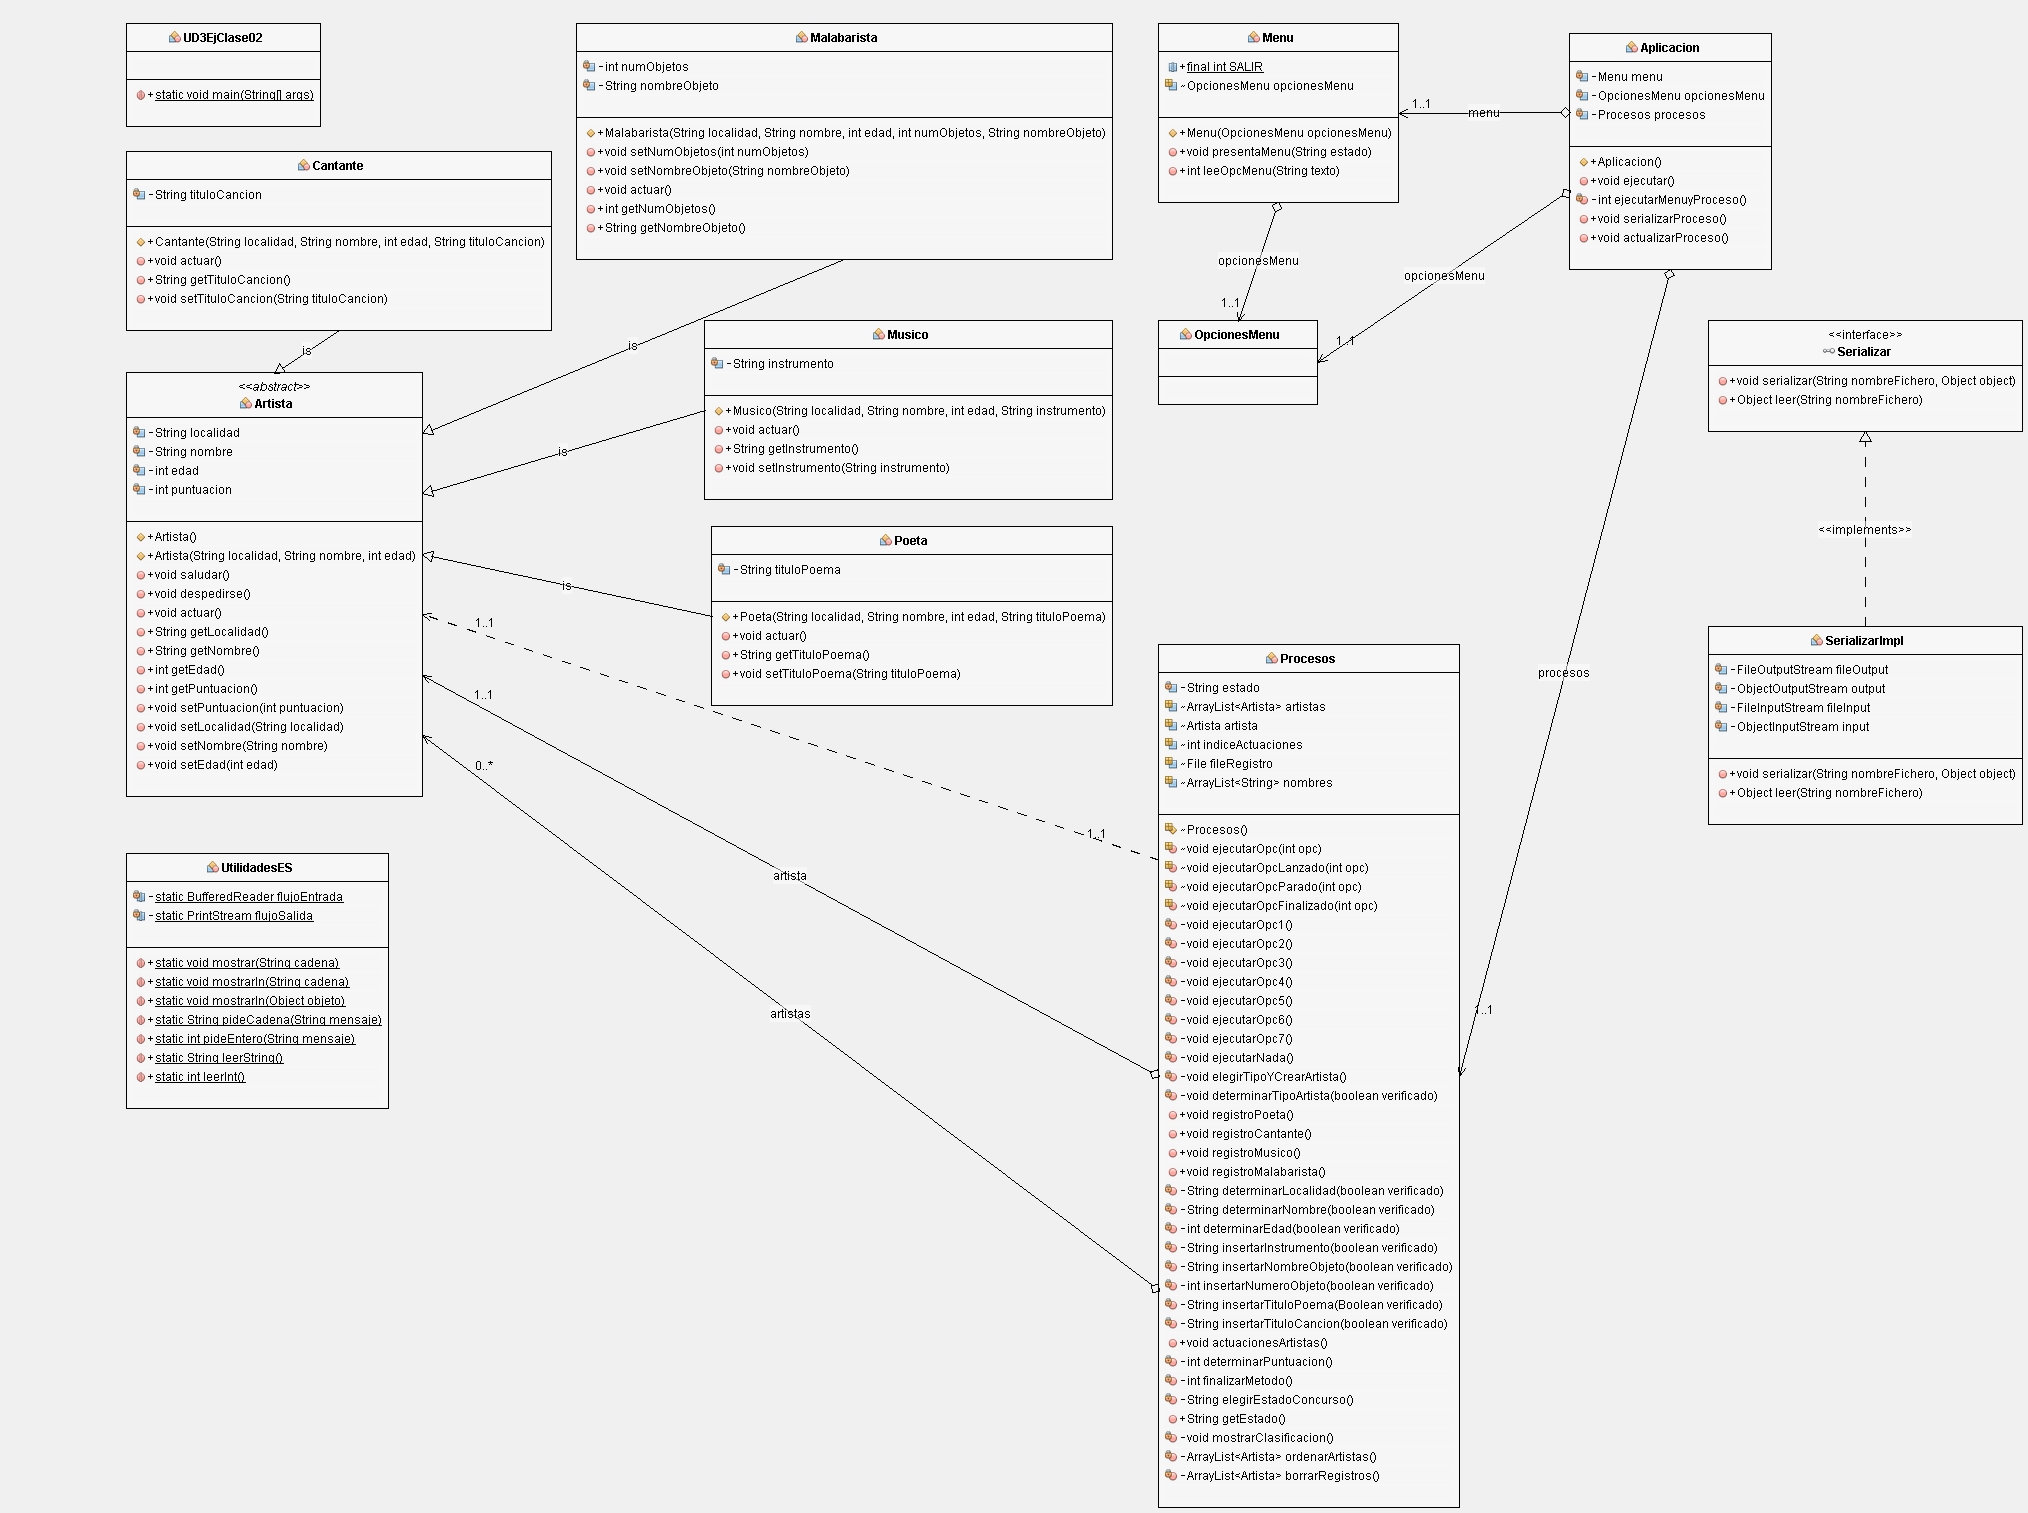 UD3EjClase02
+static void main(String[] args)
Cantante
-String tituloCancion
+Cantante(String localidad, String nombre, int edad, String tituloCancion)
+void actuar()
+String getTituloCancion()
+void setTituloCancion(String tituloCancion)
is
<<abstract>>
Artista
-String localidad
-String nombre
-int edad
-int puntuacion
+Artista()
+Artista(String localidad, String nombre, int edad)
+void saludar()
+void despedirse()
+void actuar()
+String getLocalidad()
+String getNombre()
+int getEdad()
+int getPuntuacion()
+void setPuntuacion(int puntuacion)
+void setLocalidad(String localidad)
+void setNombre(String nombre)
+void setEdad(int edad)
UtilidadesES
-static BufferedReader flujoEntrada
-static PrintStream flujoSalida
+static void mostrar(String cadena)
+static void mostrarln(String cadena)
+static void mostrarln(Object objeto)
+static String pideCadena(String mensaje)
+static int pideEntero(String mensaje)
+static String leerString()
+static int leerInt()
Malabarista
-int numObjetos
-String nombreObjeto
+Malabarista(String localidad, String nombre, int edad, int numObjetos, String nombreObjeto)
+void setNumObjetos(int numObjetos)
+void setNombreObjeto(String nombreObjeto)
+void actuar()
+int getNumObjetos()
+String getNombreObjeto()
is
Musico
-String instrumento
+Musico(String localidad, String nombre, int edad, String instrumento)
+void actuar()
+String getInstrumento()
+void setInstrumento(String instrumento)
is
Poeta
-String tituloPoema
+Poeta(String localidad, String nombre, int edad, String tituloPoema)
+void actuar()
+String getTituloPoema()
+void setTituloPoema(String tituloPoema)
is
1..1
1..1
0..*
1..1
artista
artistas
Menu
+final int SALIR
~OpcionesMenu opcionesMenu
+Menu(OpcionesMenu opcionesMenu)
+void presentaMenu(String estado)
+int leeOpcMenu(String texto)
1..1
menu
opcionesMenu
1..1
OpcionesMenu
opcionesMenu
1..1
Aplicacion
-Menu menu
-OpcionesMenu opcionesMenu
-Procesos procesos
+Aplicacion()
+void ejecutar()
-int ejecutarMenuyProceso()
+void serializarProceso()
+void actualizarProceso()
procesos
1..1
Procesos
-String estado
~ArrayList<Artista> artistas
~Artista artista
~int indiceActuaciones
~File fileRegistro
~ArrayList<String> nombres
~Procesos()
~void ejecutarOpc(int opc)
~void ejecutarOpcLanzado(int opc)
~void ejecutarOpcParado(int opc)
~void ejecutarOpcFinalizado(int opc)
-void ejecutarOpc1()
-void ejecutarOpc2()
-void ejecutarOpc3()
-void ejecutarOpc4()
-void ejecutarOpc5()
-void ejecutarOpc6()
-void ejecutarOpc7()
-void ejecutarNada()
-void elegirTipoYCrearArtista()
-void determinarTipoArtista(boolean verificado)
+void registroPoeta()
+void registroCantante()
+void registroMusico()
+void registroMalabarista()
-String determinarLocalidad(boolean verificado)
-String determinarNombre(boolean verificado)
-int determinarEdad(boolean verificado)
-String insertarInstrumento(boolean verificado)
-String insertarNombreObjeto(boolean verificado)
-int insertarNumeroObjeto(boolean verificado)
-String insertarTituloPoema(Boolean verificado)
-String insertarTituloCancion(boolean verificado)
+void actuacionesArtistas()
-int determinarPuntuacion()
-int finalizarMetodo()
-String elegirEstadoConcurso()
+String getEstado()
-void mostrarClasificacion()
-ArrayList<Artista> ordenarArtistas()
-ArrayList<Artista> borrarRegistros()
<<interface>>
Serializar
+void serializar(String nombreFichero, Object object)
+Object leer(String nombreFichero)
<<implements>>
SerializarImpl
-FileOutputStream fileOutput
-ObjectOutputStream output
-FileInputStream fileInput
-ObjectInputStream input
+void serializar(String nombreFichero, Object object)
+Object leer(String nombreFichero)